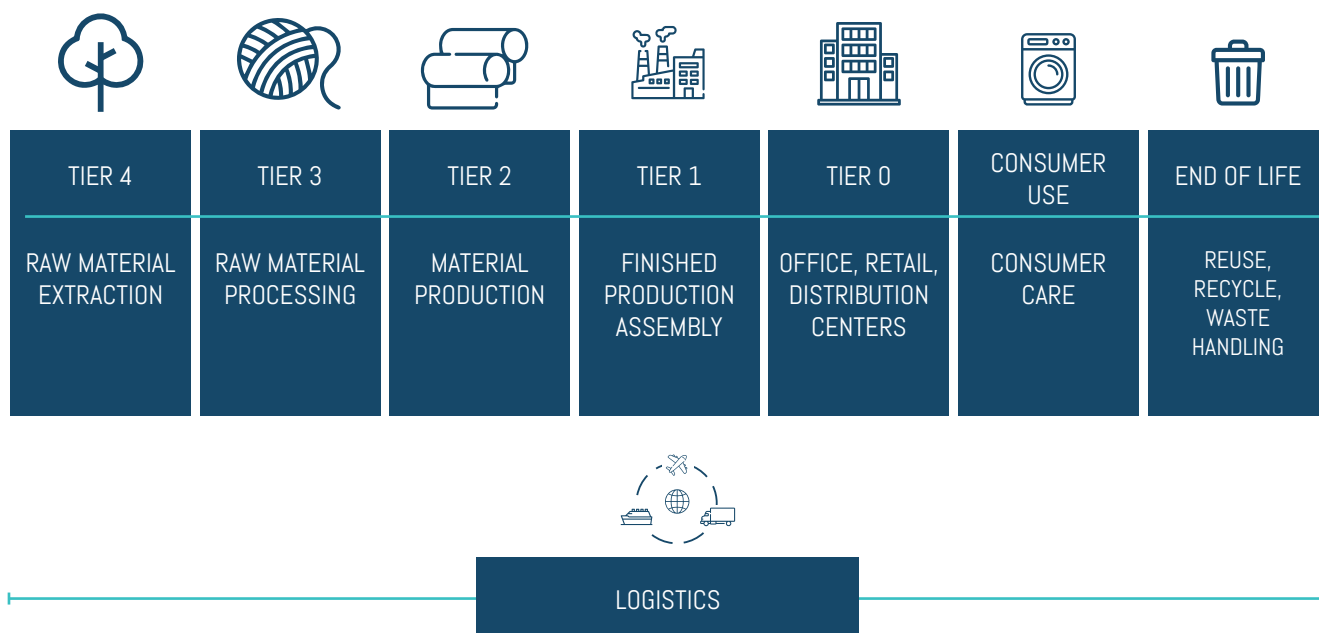 TIER 4
TIER 3
TIER 2
TIER 1
TIER 0
CONSUMER
USE
END OF LIFE
RAW MATERIAL
EXTRACTION
RAW MATERIAL
PROCESSING
MATERIAL
PRODUCTION
FINISHED
PRODUCTION
ASSEMBLY
OFFICE, RETAIL,
DISTRIBUTION
CENTERS
CONSUMER
CARE
REUSE,
RECYCLE,
WASTE
HANDLING
LOGISTICS